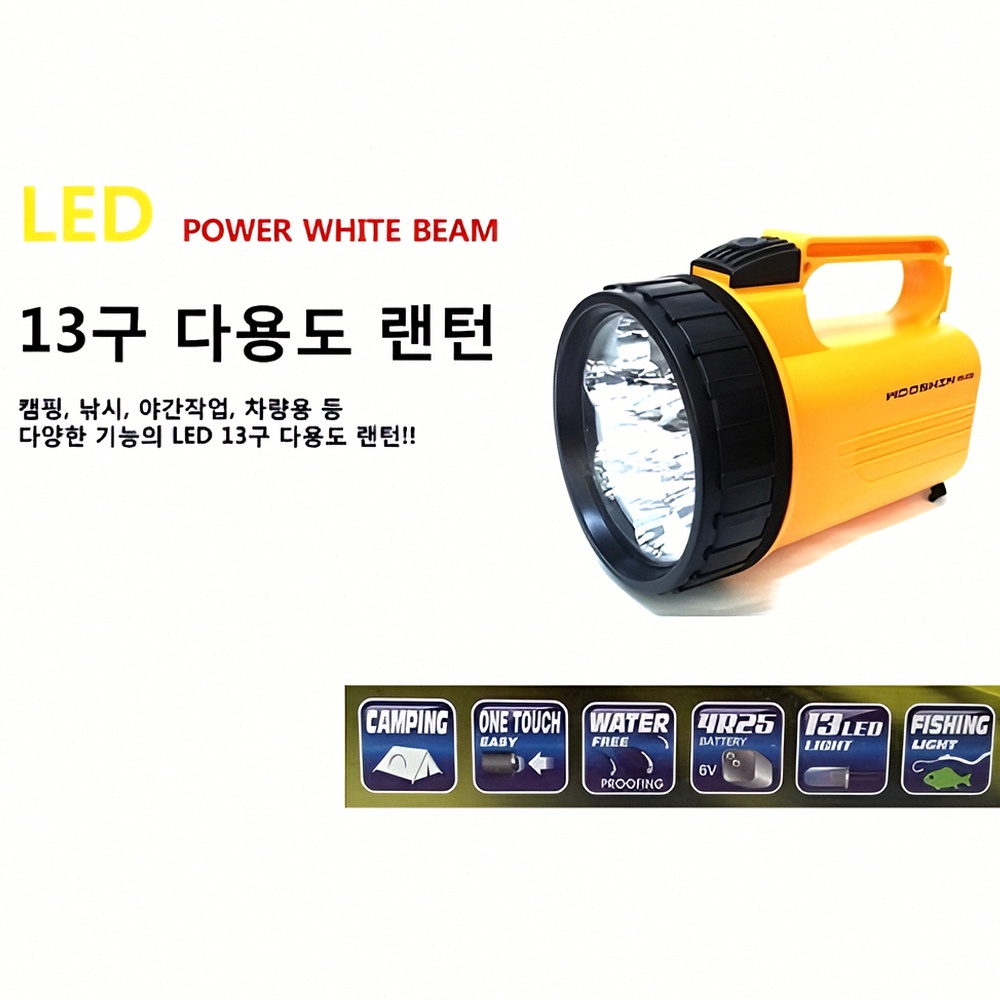 LED POWER WHITE BEAM
13구 다용도 랜턴
캠핑, 낚시, 야간작업, 차량용 등
다양한 기능의 LED 13구 다용도 랜턴!!
CAMPING
ONE TOUCH
EASY
WATER
FREE
PROOFING
4R25
BATTERY
6V
13 LED
LIGHT
FISHING
LIGHT